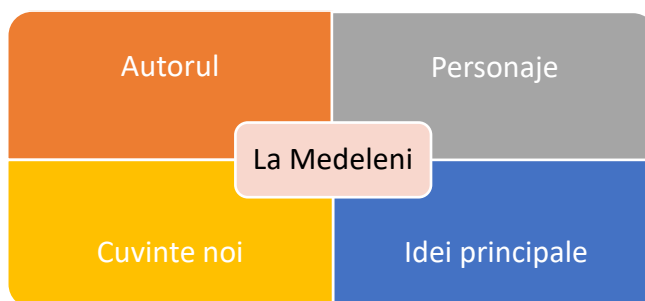 Autorul
Personaje
La Medeleni
Cuvinte noi
Idei principale